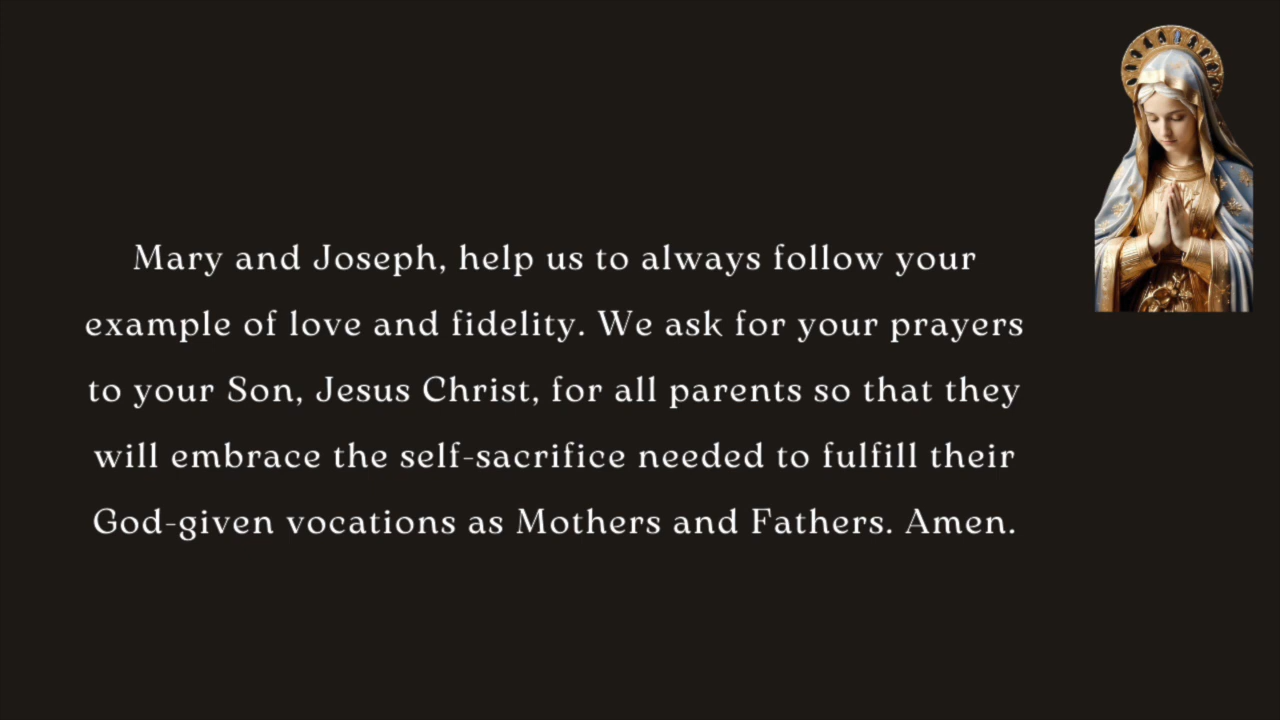 Mary and Joseph, help us to always follow your
example of love and fidelity. We ask for your prayers
to your Son, Jesus Christ, for all parents so that they
will embrace the self-sacrifice needed to fulfill their
God-given vocations as Mothers and Fathers. Amen.